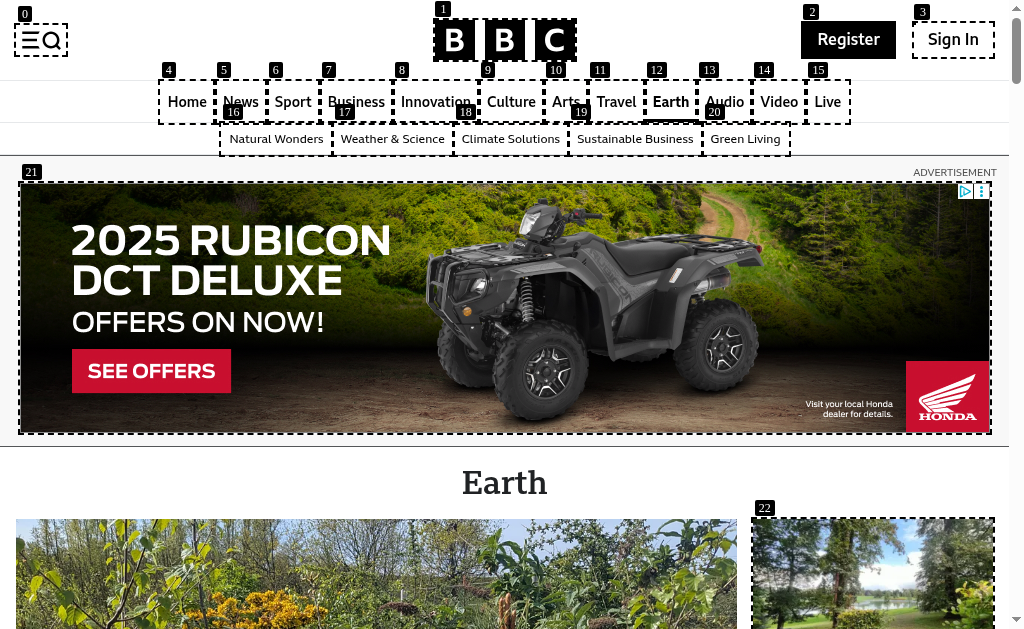 0
1
BBC
2
Register
3
Sign In
4 5 6 7 8 9 10 11 12 13 14 15
Home News Sport Business Innovation Culture Arts Travel Earth Audio Video Live
16 17 18 19 20
Natural Wonders Weather & Science Climate Solutions Sustainable Business Green Living
21
ADVERTISEMENT
2025 RUBICON
DCT DELUXE
OFFERS ON NOW!
SEE OFFERS
Visit your local Honda
dealer for details.
HONDA
Earth
22